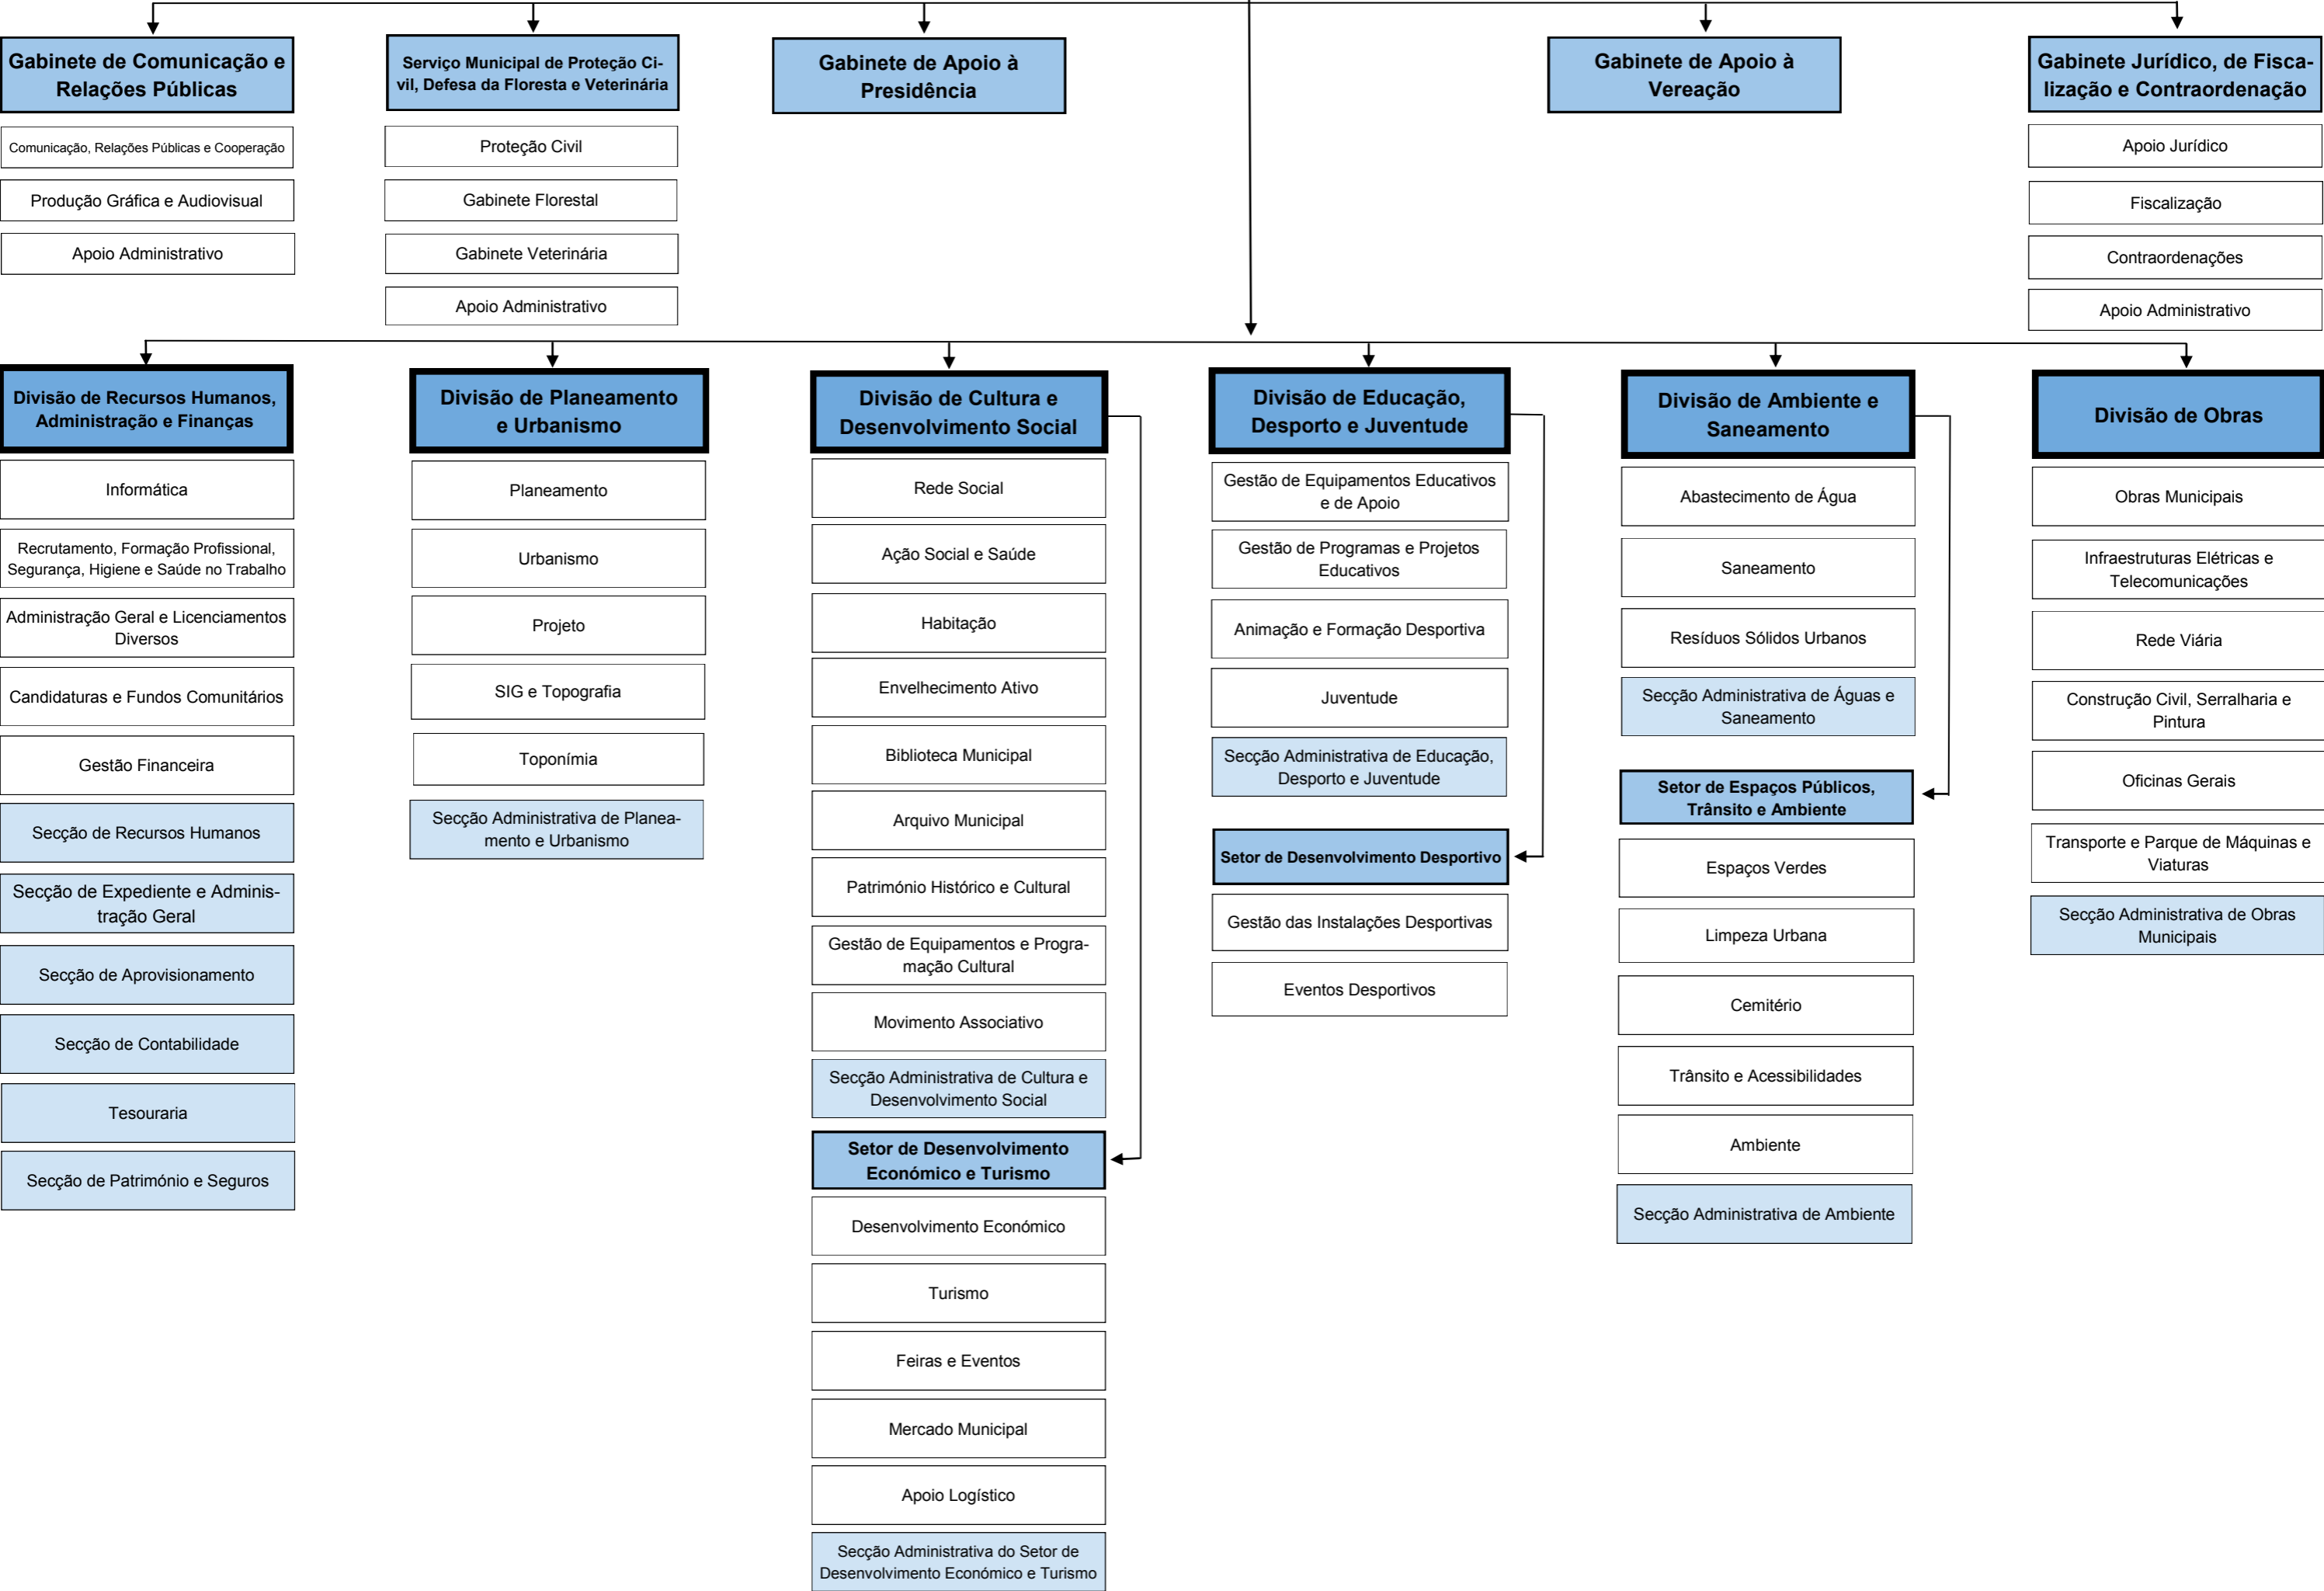 Gabinete de Comunicação e
Relações Públicas
Comunicação, Relações Públicas e Cooperação
Produção Gráfica e Audiovisual
Apoio Administrativo
Serviço Municipal de Proteção Ci-
vil, Defesa da Floresta e Veterinária
Proteção Civil
Gabinete Florestal
Gabinete Veterinária
Apoio Administrativo
Gabinete de Apoio à
Presidência
Gabinete de Apoio à
Vereação
Gabinete Jurídico, de Fisca-
lização e Contraordenação
Apoio Jurídico
Fiscalização
Contraordenações
Apoio Administrativo
Divisão de Recursos Humanos,
Administração e Finanças
Informática
Recrutamento, Formação Profissional,
Segurança, Higiene e Saúde no Trabalho
Administração Geral e Licenciamentos
Diversos
Candidaturas e Fundos Comunitários
Gestão Financeira
Secção de Recursos Humanos
Secção de Expediente e Adminis-
tração Geral
Secção de Aprovisionamento
Secção de Contabilidade
Tesouraria
Secção de Património e Seguros
Divisão de Planeamento
e Urbanismo
Planeamento
Urbanismo
Projeto
SIG e Topografia
Toponímia
Secção Administrativa de Planea-
mento e Urbanismo
Divisão de Cultura e
Desenvolvimento Social
Rede Social
Ação Social e Saúde
Habitação
Envelhecimento Ativo
Biblioteca Municipal
Arquivo Municipal
Património Histórico e Cultural
Gestão de Equipamentos e Progra-
mação Cultural
Movimento Associativo
Secção Administrativa de Cultura e
Desenvolvimento Social
Setor de Desenvolvimento
Económico e Turismo
Desenvolvimento Económico
Turismo
Feiras e Eventos
Mercado Municipal
Apoio Logístico
Secção Administrativa do Setor de
Desenvolvimento Económico e Turismo
Divisão de Educação,
Desporto e Juventude
Gestão de Equipamentos Educativos
e de Apoio
Gestão de Programas e Projetos
Educativos
Animação e Formação Desportiva
Juventude
Secção Administrativa de Educação,
Desporto e Juventude
Setor de Desenvolvimento Desportivo
Gestão das Instalações Desportivas
Eventos Desportivos
Divisão de Ambiente e
Saneamento
Abastecimento de Água
Saneamento
Resíduos Sólidos Urbanos
Secção Administrativa de Águas e
Saneamento
Setor de Espaços Públicos,
Trânsito e Ambiente
Espaços Verdes
Limpeza Urbana
Cemitério
Trânsito e Acessibilidades
Ambiente
Secção Administrativa de Ambiente
Divisão de Obras
Obras Municipais
Infraestruturas Elétricas e
Telecomunicações
Rede Viária
Construção Civil, Serralharia e
Pintura
Oficinas Gerais
Transporte e Parque de Máquinas e
Viaturas
Secção Administrativa de Obras
Municipais